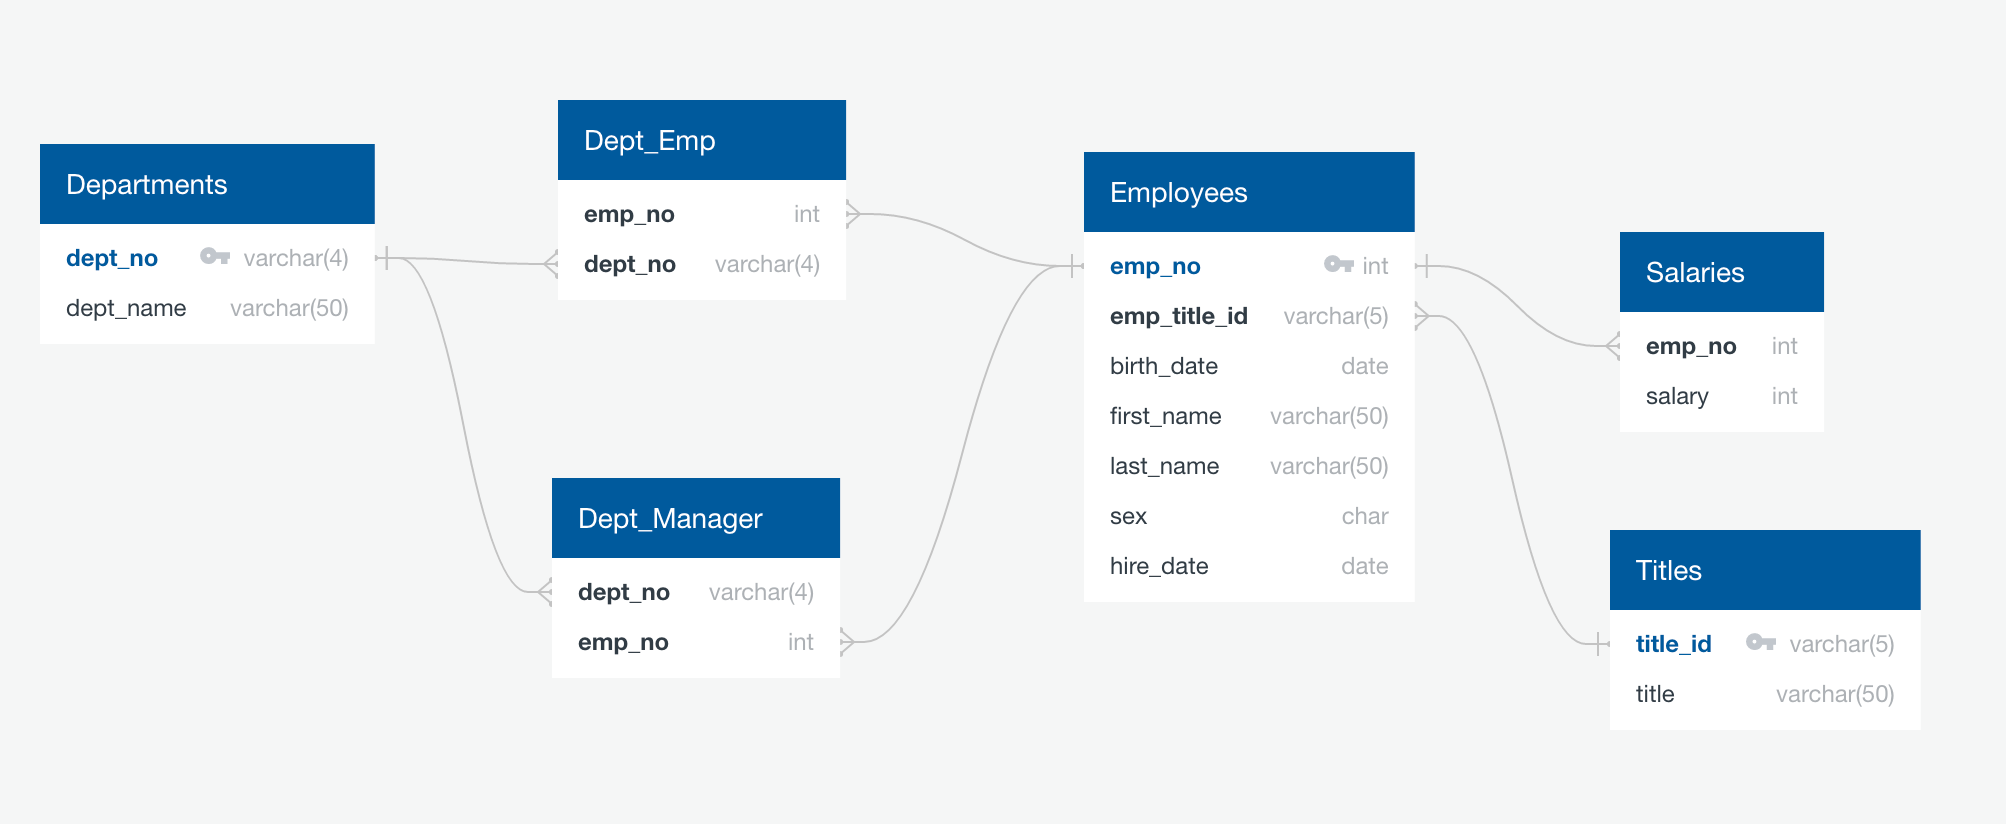 Departments
dept_no varchar(4)
dept_name varchar(50)
Dept_Emp
emp_no int
dept_no varchar(4)
Dept_Manager
dept_no varchar(4)
emp_no int
Employees
emp_no int
emp_title_id varchar(5)
birth_date date
first_name varchar(50)
last_name varchar(50)
sex char
hire_date date
Salaries
emp_no int
salary int
Titles
title_id varchar(5)
title varchar(50)